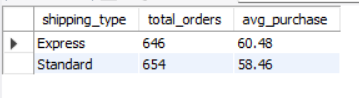 shipping_type total_orders avg_purchase
Express 646 60.48
Standard 654 58.46